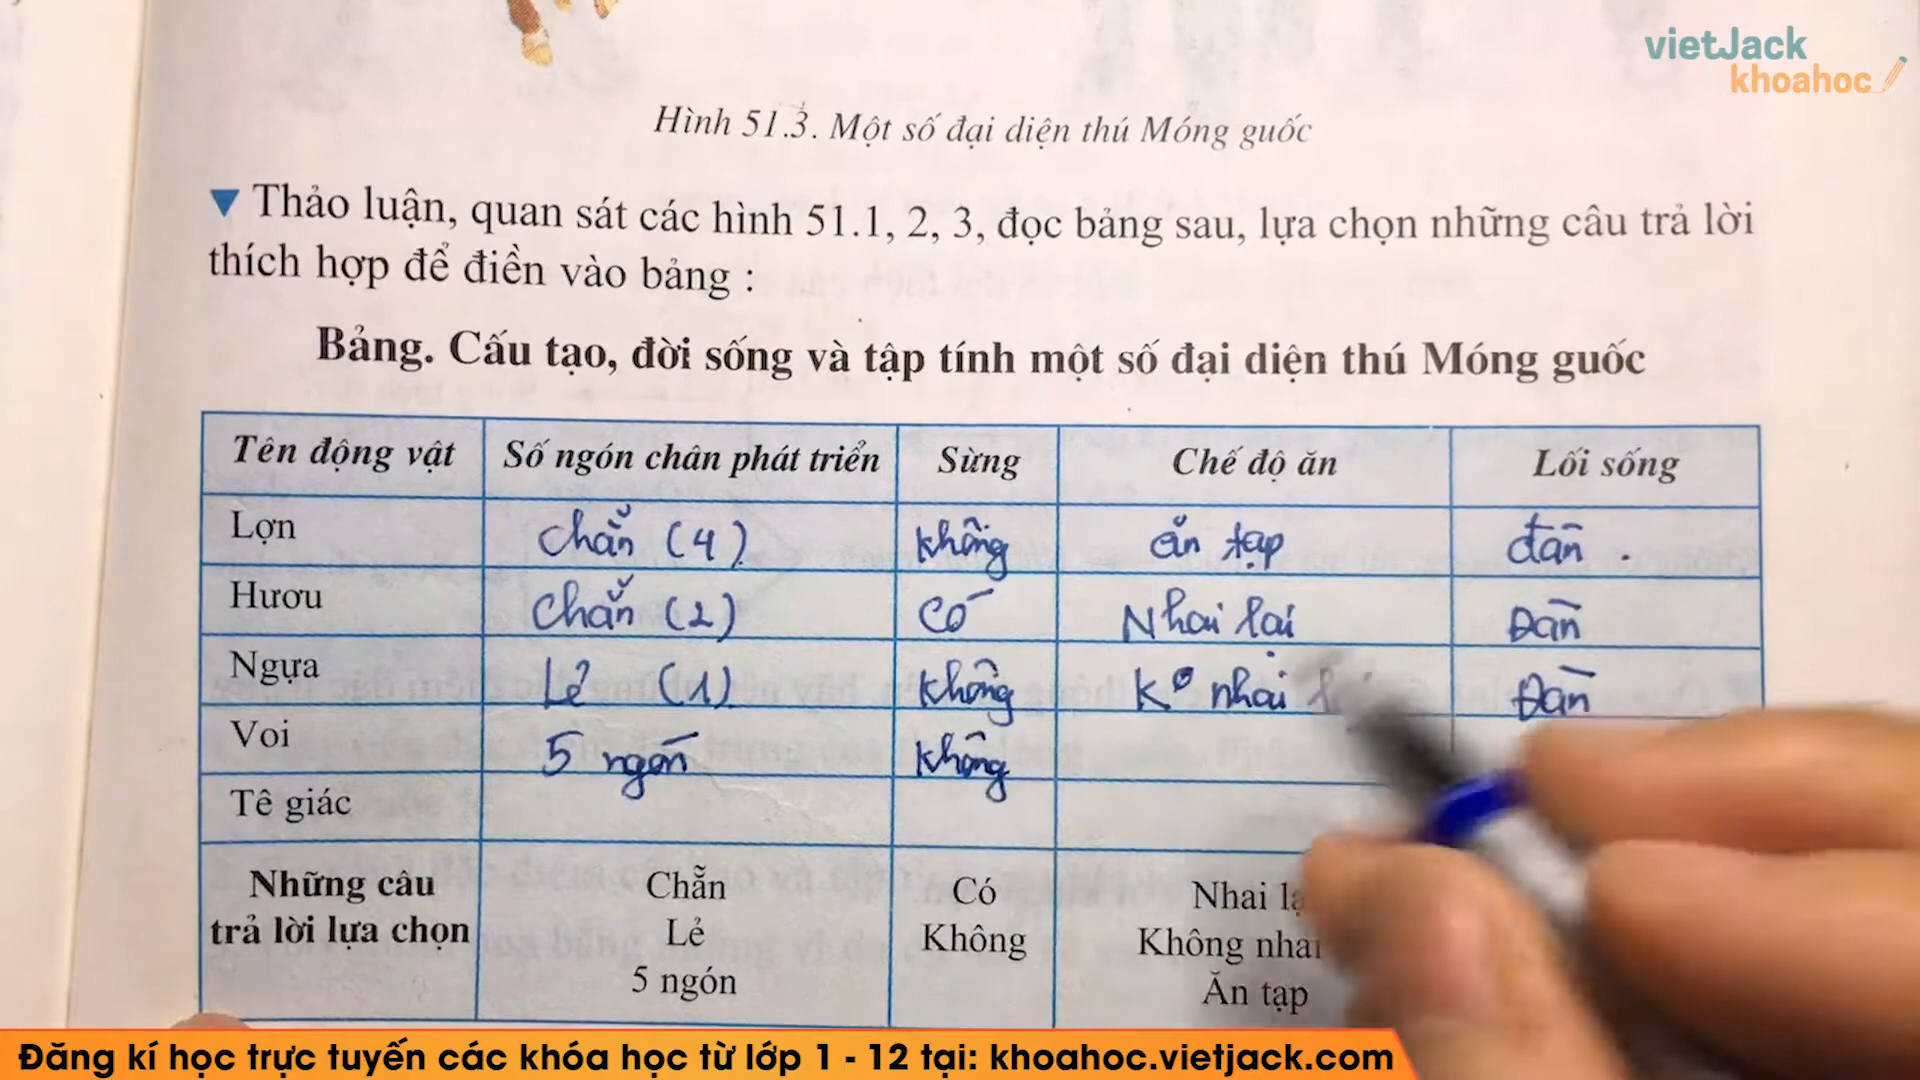 vietJack
khoahoc
Hình 51.3. Một số đại diện thú Móng guốc
Thảo luận, quan sát các hình 51.1, 2, 3, đọc bảng sau, lựa chọn những câu trả lời
thích hợp để điền vào bảng :
Bảng. Cấu tạo, đời sống và tập tính một số đại diện thú Móng guốc
Tên động vật Số ngón chân phát triển Sừng Chế độ ăn Lối sống
Lợn chẵn (4) không ăn tạp đàn .
Hươu chẵn (2) Có Nhai lại Đàn
Ngựa Lẻ (1) không K° nhai Đàn
Voi 5 ngón không
Tê giác
Những câu
trả lời lựa chọn
Chẵn
Lẻ
5 ngón
Có
Không
Nhai
Không nhai
Ăn tạp
Đăng kí học trực tuyến các khóa học từ lớp 1 - 12 tại: khoahoc.vietjack.com